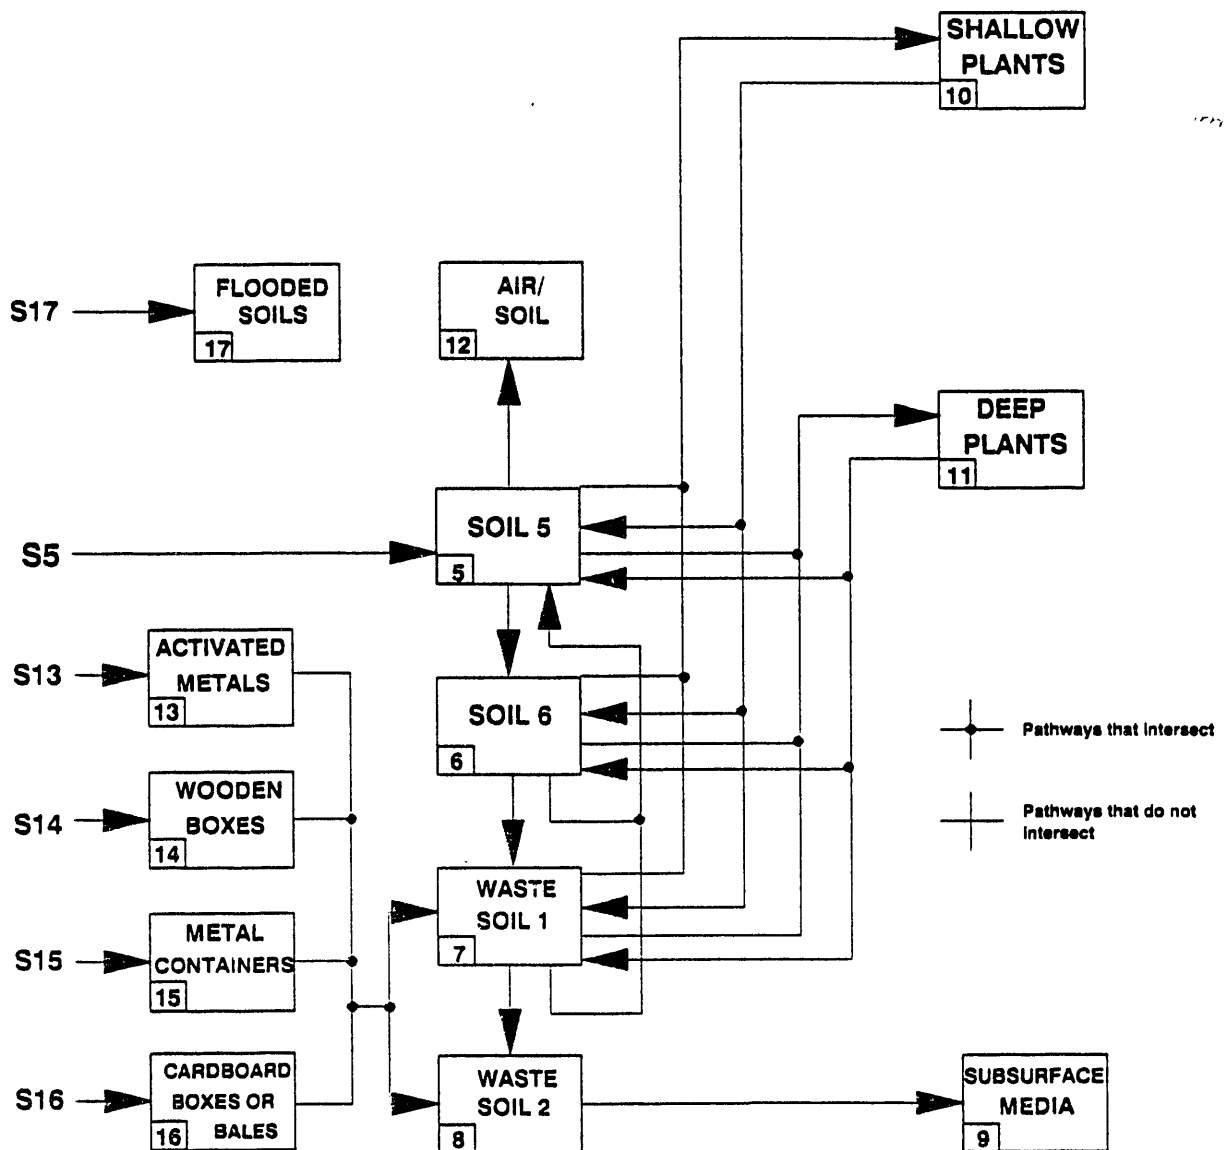 SHALLOW
PLANTS
10
S17
FLOODED
SOILS
17
AIR/
SOIL
12
DEEP
PLANTS
11
S5
SOIL 5
5
S13
ACTIVATED
METALS
13
SOIL 6
6
Pathways that intersect
Pathways that do not
intersect
S14
WOODEN
BOXES
14
WASTE
SOIL 1
7
S15
METAL
CONTAINERS
15
S16
CARDBOARD
BOXES OR
BALES
16
WASTE
SOIL 2
8
SUBSURFACE
MEDIA
9